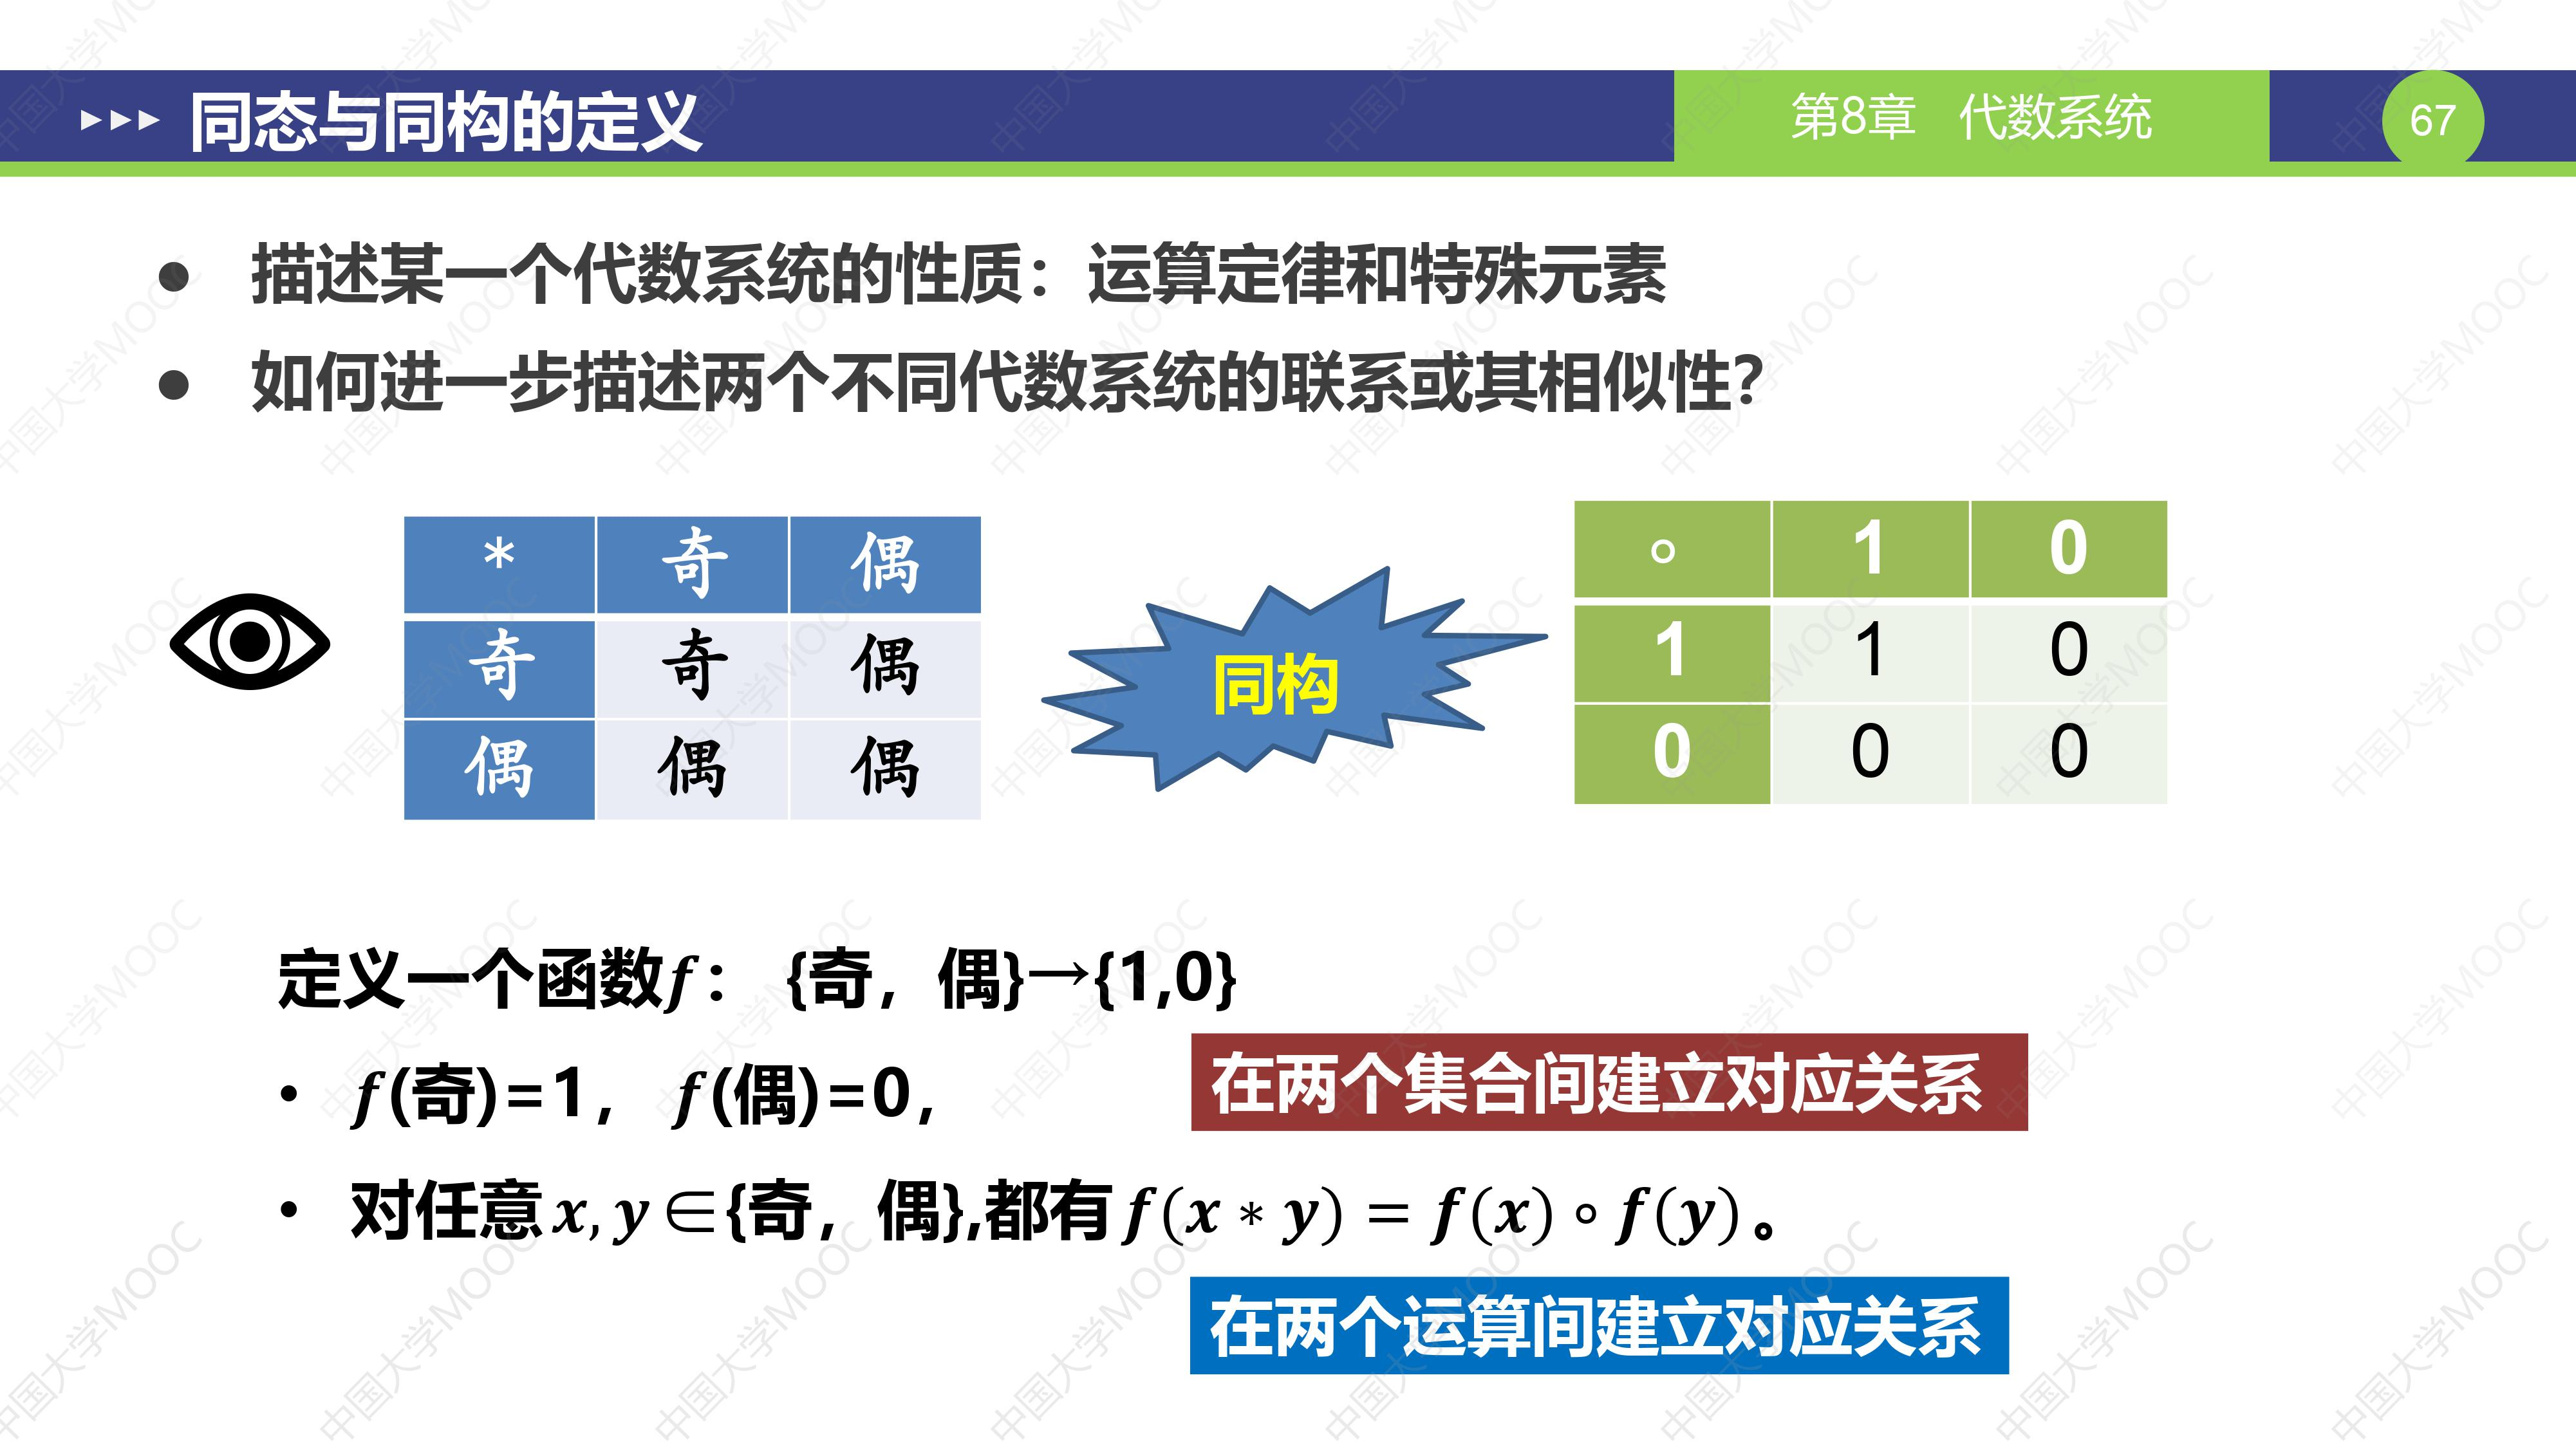 同态与同构的定义
第8章 代数系统
67
描述某一个代数系统的性质：运算定律和特殊元素
如何进一步描述两个不同代数系统的联系或其相似性?
* 奇 偶
奇 奇 偶
偶 偶 偶
同构
∘ 1 0
1 1 0
0 0 0
定义一个函数f： {奇，偶}→{1,0}
• f(奇)=1， f(偶)=0，
在两个集合间建立对应关系
• 对任意x,y∈{奇，偶},都有f(x∗y)=f(x)∘f(y)。
在两个运算间建立对应关系
中国大学MOOC